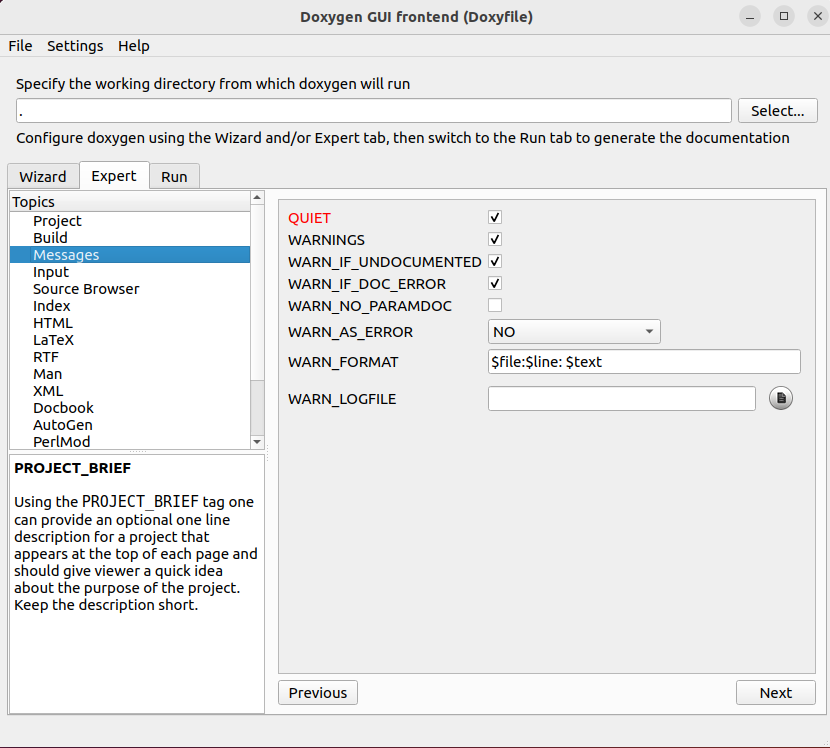 Doxygen GUI frontend (Doxyfile)
File Settings Help
Specify the working directory from which doxygen will run
.
Select...
Configure doxygen using the Wizard and/or Expert tab, then switch to the Run tab to generate the documentation
Wizard Expert Run
Topics
Project
Build
Messages
Input
Source Browser
Index
HTML
LaTeX
RTF
Man
XML
Docbook
AutoGen
PerlMod
PROJECT_BRIEF
Using the PROJECT_BRIEF tag one
can provide an optional one line
description for a project that
appears at the top of each page and
should give viewer a quick idea
about the purpose of the project.
Keep the description short.
QUIET
WARNINGS
WARN_IF_UNDOCUMENTED
WARN_IF_DOC_ERROR
WARN_NO_PARAMDOC
WARN_AS_ERROR NO
WARN_FORMAT $file:$line: $text
WARN_LOGFILE
Previous Next